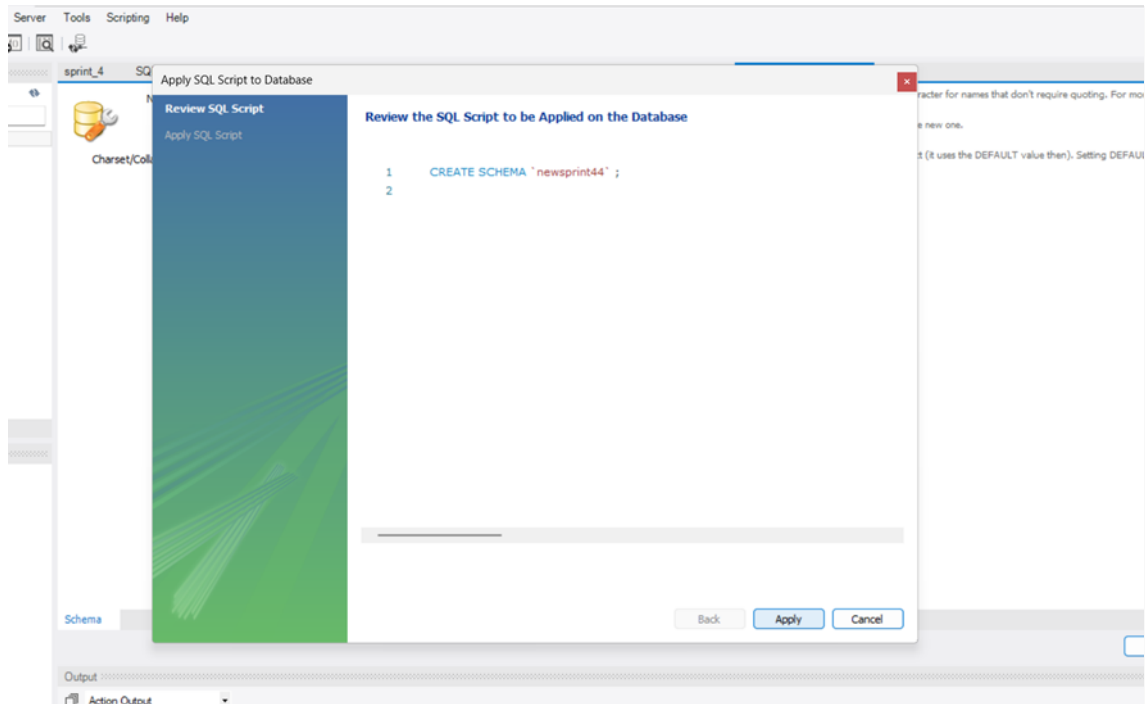 Server Tools Scripting Help
sprint_4 SQ
Apply SQL Script to Database
racter for names that don't require quoting. For mo
Review SQL Script
Review the SQL Script to be Applied on the Database
e new one.
Apply SQL Script
Charset/Colla
t (it uses the DEFAULT value then). Setting DEFAUL
1 CREATE SCHEMA `newsprint44` ;
2
Schema
Back Apply Cancel
Output
Action Output